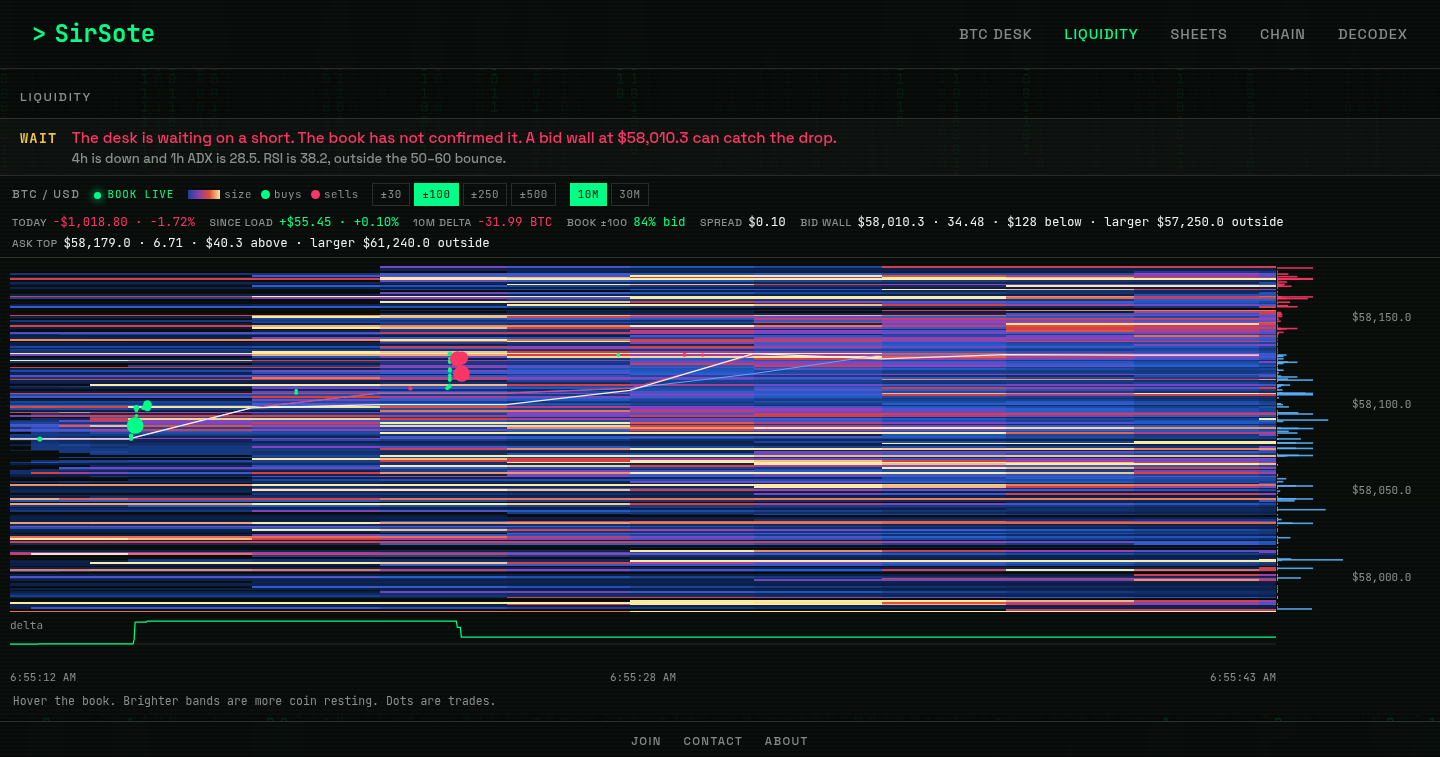 > SirSote
BTC DESK LIQUIDITY SHEETS CHAIN DECODEX
LIQUIDITY
WAIT The desk is waiting on a short. The book has not confirmed it. A bid wall at $58,010.3 can catch the drop.
4h is down and 1h ADX is 28.5. RSI is 38.2, outside the 50–60 bounce.
BTC / USD BOOK LIVE size buys sells ±30 ±100 ±250 ±500 10M 30M
TODAY -$1,018.80 · -1.72% SINCE LOAD +$55.45 · +0.10% 10M DELTA -31.99 BTC BOOK ±100 84% bid SPREAD $0.10 BID WALL $58,010.3 · 34.48 · $128 below · larger $57,250.0 outside
ASK TOP $58,179.0 · 6.71 · $40.3 above · larger $61,240.0 outside
$58,150.0
$58,100.0
$58,050.0
$58,000.0
delta
6:55:12 AM 6:55:28 AM 6:55:43 AM
Hover the book. Brighter bands are more coin resting. Dots are trades.
JOIN CONTACT ABOUT